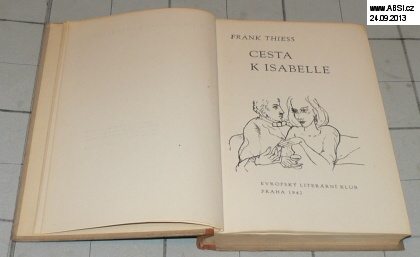 www.ABSI.cz
24.09.2013
FRANK THIESS
CESTA
K ISABELLE
EVROPSKÝ LITERÁRNÍ KLUB
PRAHA 1942